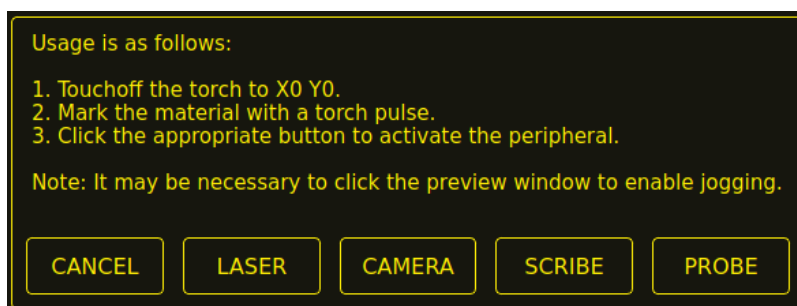 Usage is as follows:
1. Touchoff the torch to X0 Y0.
2. Mark the material with a torch pulse.
3. Click the appropriate button to activate the peripheral.
Note: It may be necessary to click the preview window to enable jogging.
CANCEL LASER CAMERA SCRIBE PROBE